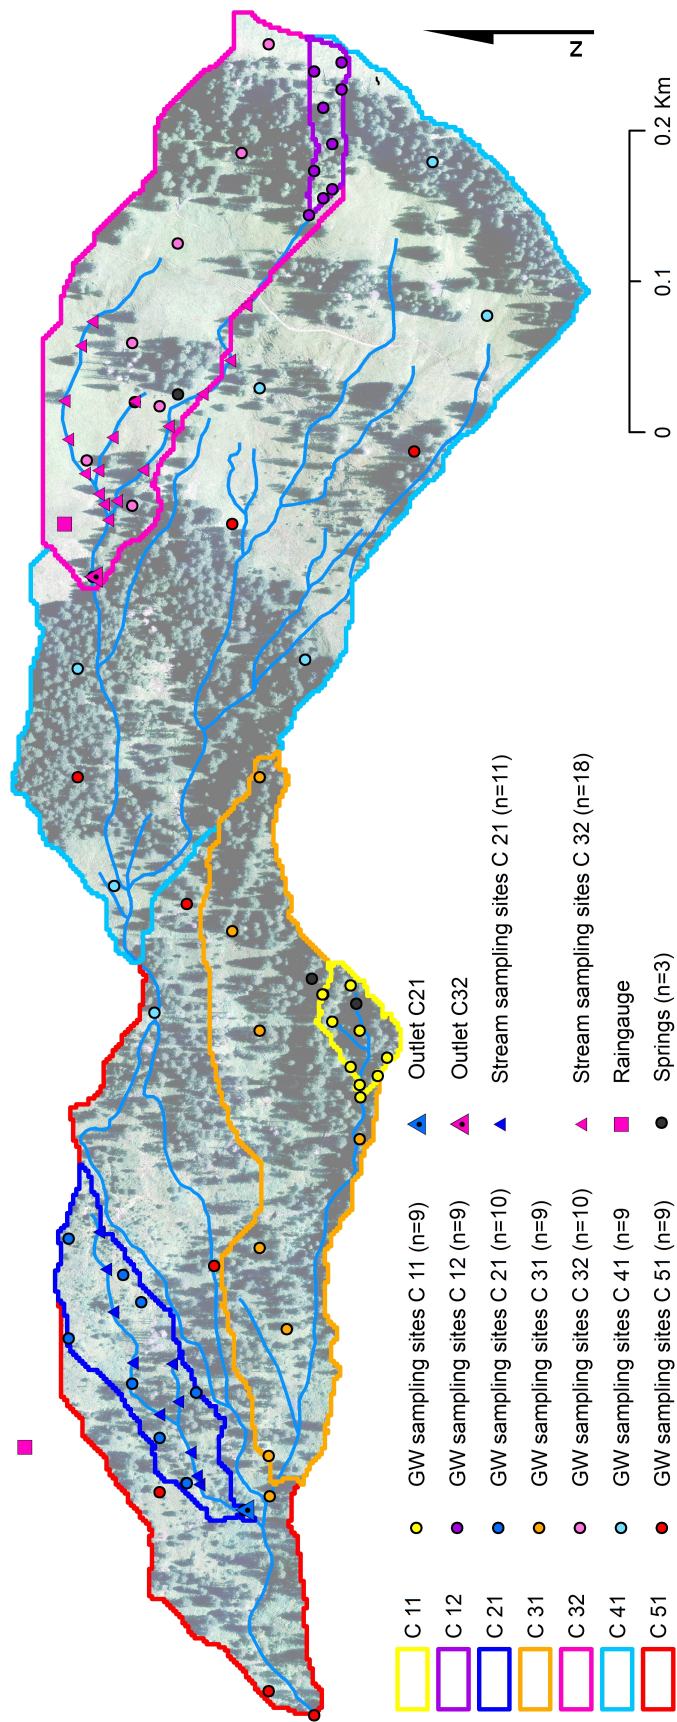 N
0
0.1
0.2 Km
C 11
C 12
C 21
C 31
C 32
C 41
C 51
GW sampling sites C 11 (n=9)
GW sampling sites C 12 (n=9)
GW sampling sites C 21 (n=10)
GW sampling sites C 31 (n=9)
GW sampling sites C 32 (n=10)
GW sampling sites C 41 (n=9
GW sampling sites C 51 (n=9)
Outlet C21
Outlet C32
Stream sampling sites C 21 (n=11)
Stream sampling sites C 32 (n=18)
Raingauge
Springs (n=3)